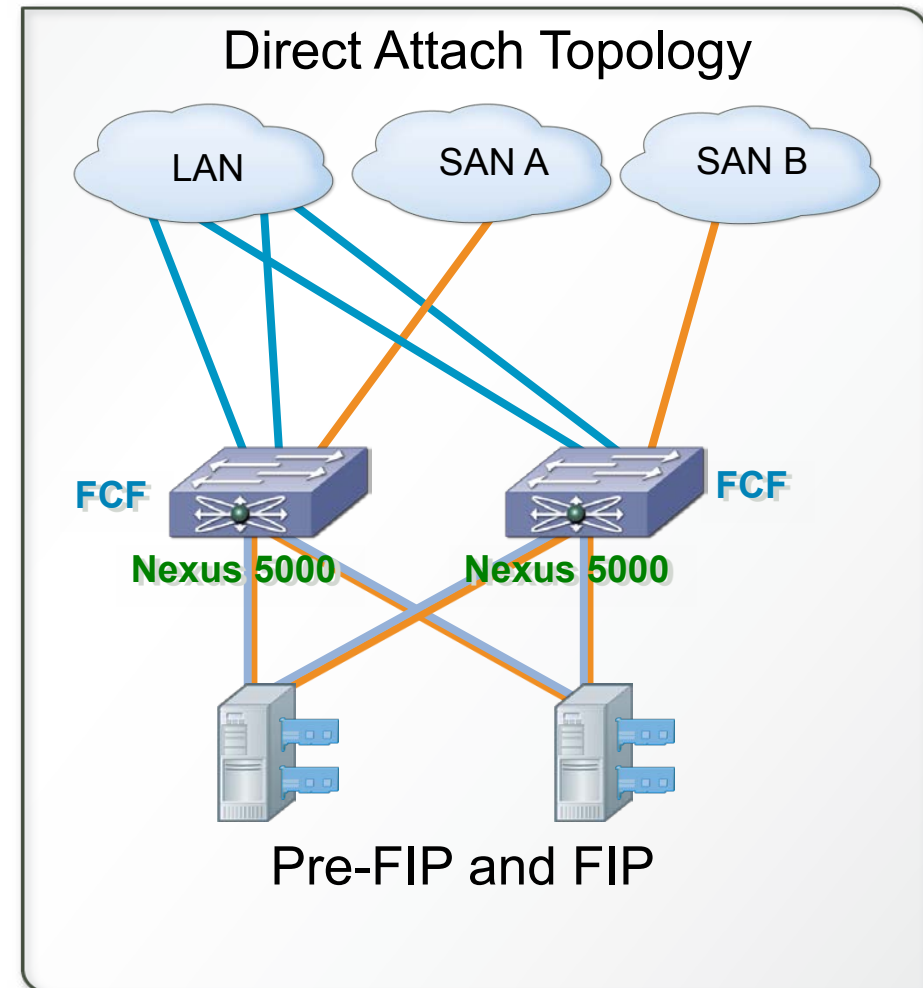 Direct Attach Topology
LAN
SAN A
SAN B
FCF
FCF
Nexus 5000
Nexus 5000
Pre-FIP and FIP